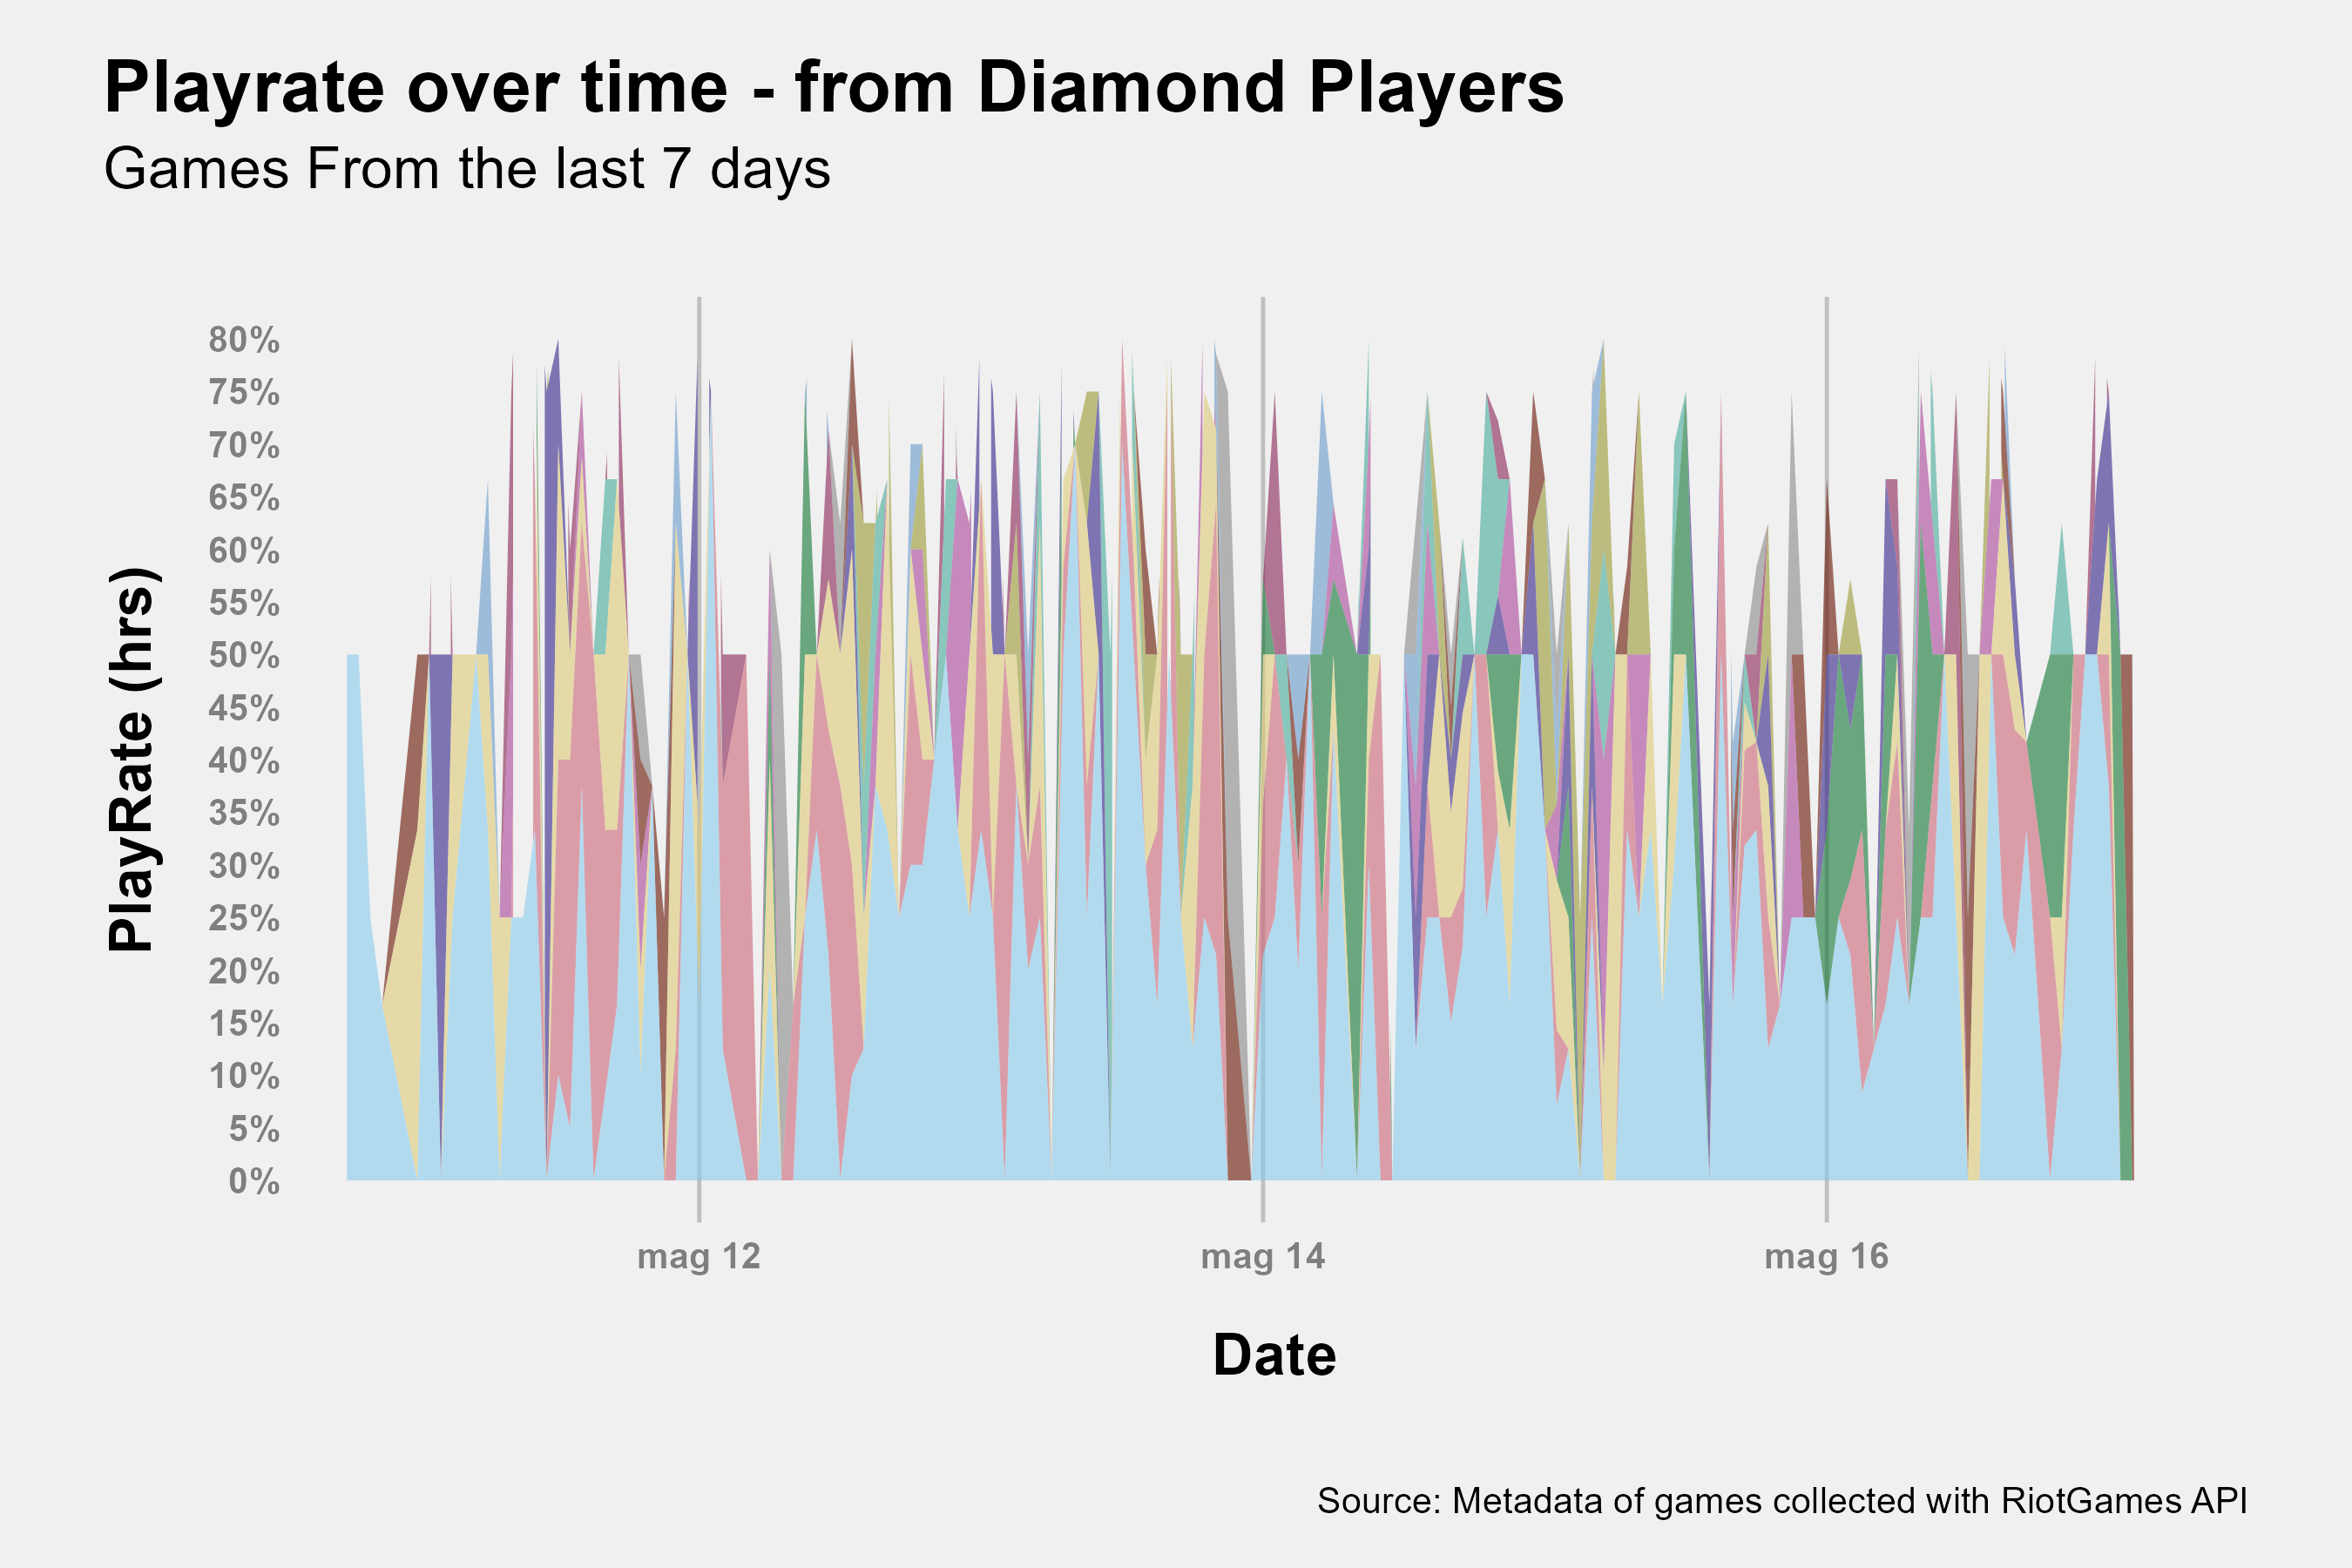 Playrate over time - from Diamond Players
Games From the last 7 days
PlayRate (hrs)
80%
75%
70%
65%
60%
55%
50%
45%
40%
35%
30%
25%
20%
15%
10%
5%
0%
mag 12
mag 14
mag 16
Date
Source: Metadata of games collected with RiotGames API